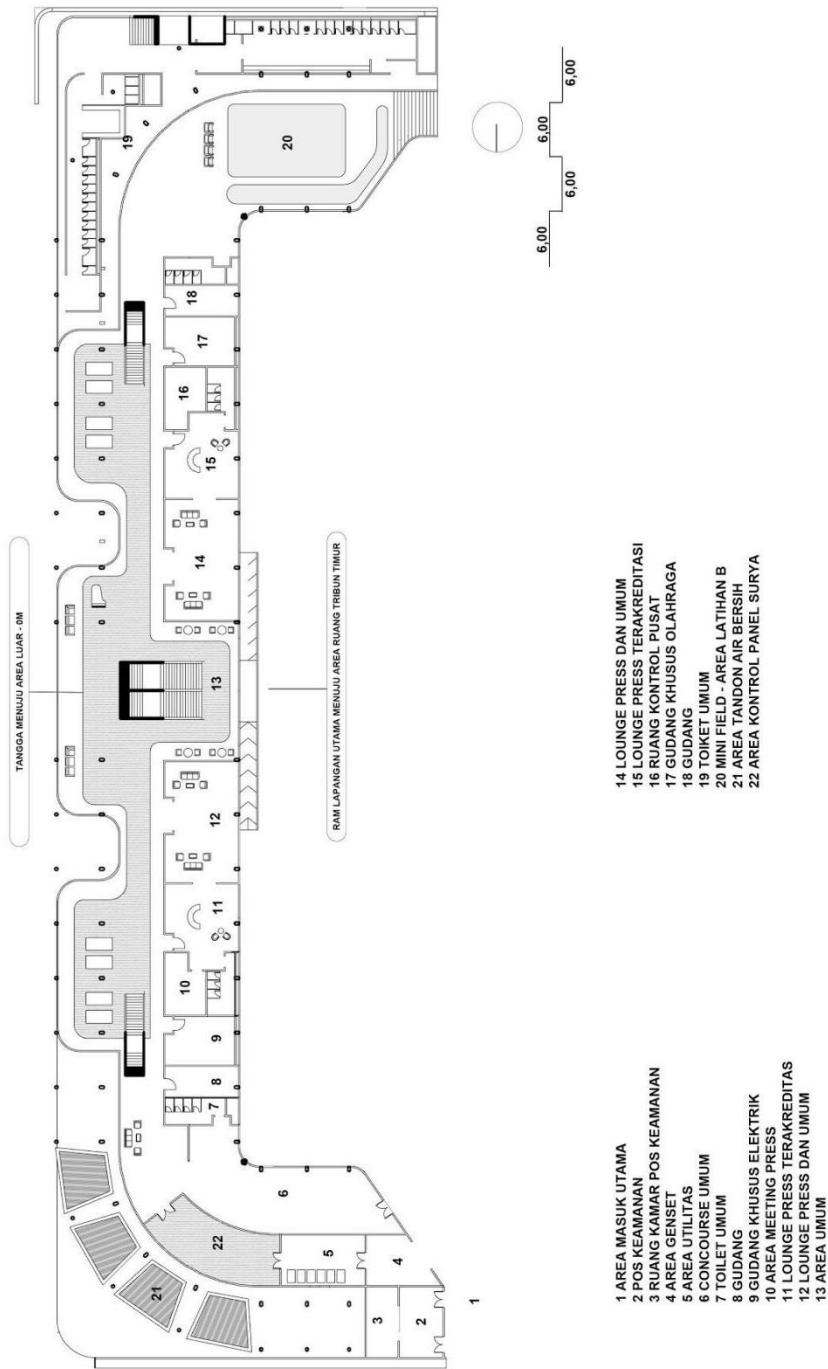 TANGGA MENUJU AREA LUAR - 0M
19
21
10
16
18
7
8
9
11
12
13
14
15
17
22
6
20
5
RAM LAPANGAN UTAMA MENUJU AREA RUANG TRIBUN TIMUR
3
4
2
1
6,00
6,00
6,00
6,00
1 AREA MASUK UTAMA
2 POS KEAMANAN
3 RUANG KAMAR POS KEAMANAN
4 AREA GENSET
5 AREA UTILITAS
6 CONCOURSE UMUM
7 TOILET UMUM
8 GUDANG
9 GUDANG KHUSUS ELEKTRIK
10 AREA MEETING PRESS
11 LOUNGE PRESS TERAKREDITAS
12 LOUNGE PRESS DAN UMUM
13 AREA UMUM
14 LOUNGE PRESS DAN UMUM
15 LOUNGE PRESS TERAKREDITASI
16 RUANG KONTROL PUSAT
17 GUDANG KHUSUS OLAHRAGA
18 GUDANG
19 TOIKET UMUM
20 MINI FIELD - AREA LATIHAN B
21 AREA TANDON AIR BERSIH
22 AREA KONTROL PANEL SURYA